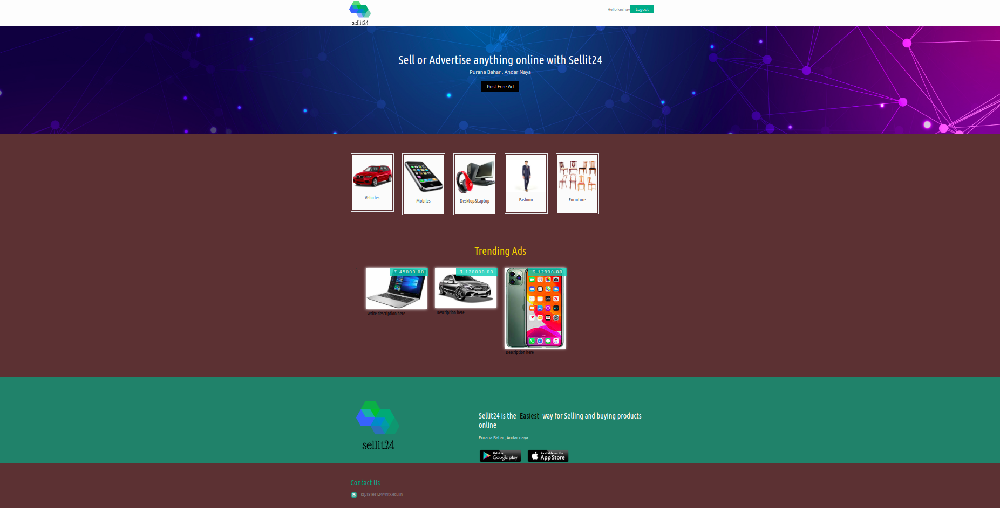 sellit24
Hello keshav Logout
Sell or Advertise anything online with Sellit24
Purana Bahar , Andar Naya
Post Free Ad
Vehicles
Mobiles
Desktop&Laptop
Fashion
Furniture
Trending Ads
₹ 45000.00
₹ 128000.00
₹ 12000.00
Write description here
Description here
Description here
sellit24
Sellit24 is the Easiest way for Selling and buying products
online
Purana Bahar, Andar naya
Get it on
Google play
Available on the
App Store
Contact Us
ksj.181ee124@nitk.edu.in